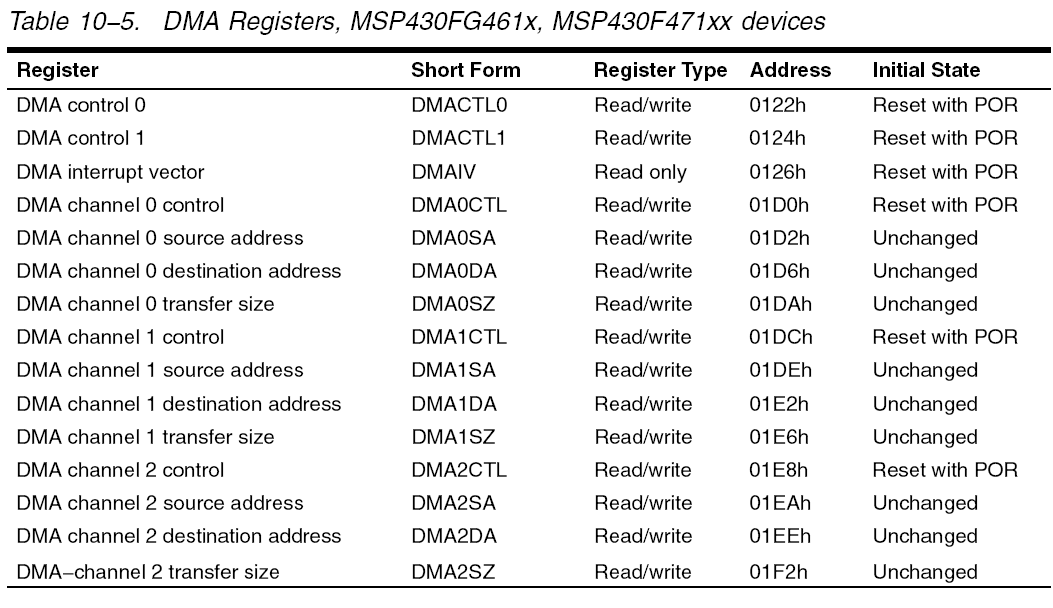 Table 10–5. DMA Registers, MSP430FG461x, MSP430F471xx devices
Register Short Form Register Type Address Initial State
DMA control 0 DMACTL0 Read/write 0122h Reset with POR
DMA control 1 DMACTL1 Read/write 0124h Reset with POR
DMA interrupt vector DMAIV Read only 0126h Reset with POR
DMA channel 0 control DMA0CTL Read/write 01D0h Reset with POR
DMA channel 0 source address DMA0SA Read/write 01D2h Unchanged
DMA channel 0 destination address DMA0DA Read/write 01D6h Unchanged
DMA channel 0 transfer size DMA0SZ Read/write 01DAh Unchanged
DMA channel 1 control DMA1CTL Read/write 01DCh Reset with POR
DMA channel 1 source address DMA1SA Read/write 01DEh Unchanged
DMA channel 1 destination address DMA1DA Read/write 01E2h Unchanged
DMA channel 1 transfer size DMA1SZ Read/write 01E6h Unchanged
DMA channel 2 control DMA2CTL Read/write 01E8h Reset with POR
DMA channel 2 source address DMA2SA Read/write 01EAh Unchanged
DMA channel 2 destination address DMA2DA Read/write 01EEh Unchanged
DMA–channel 2 transfer size DMA2SZ Read/write 01F2h Unchanged